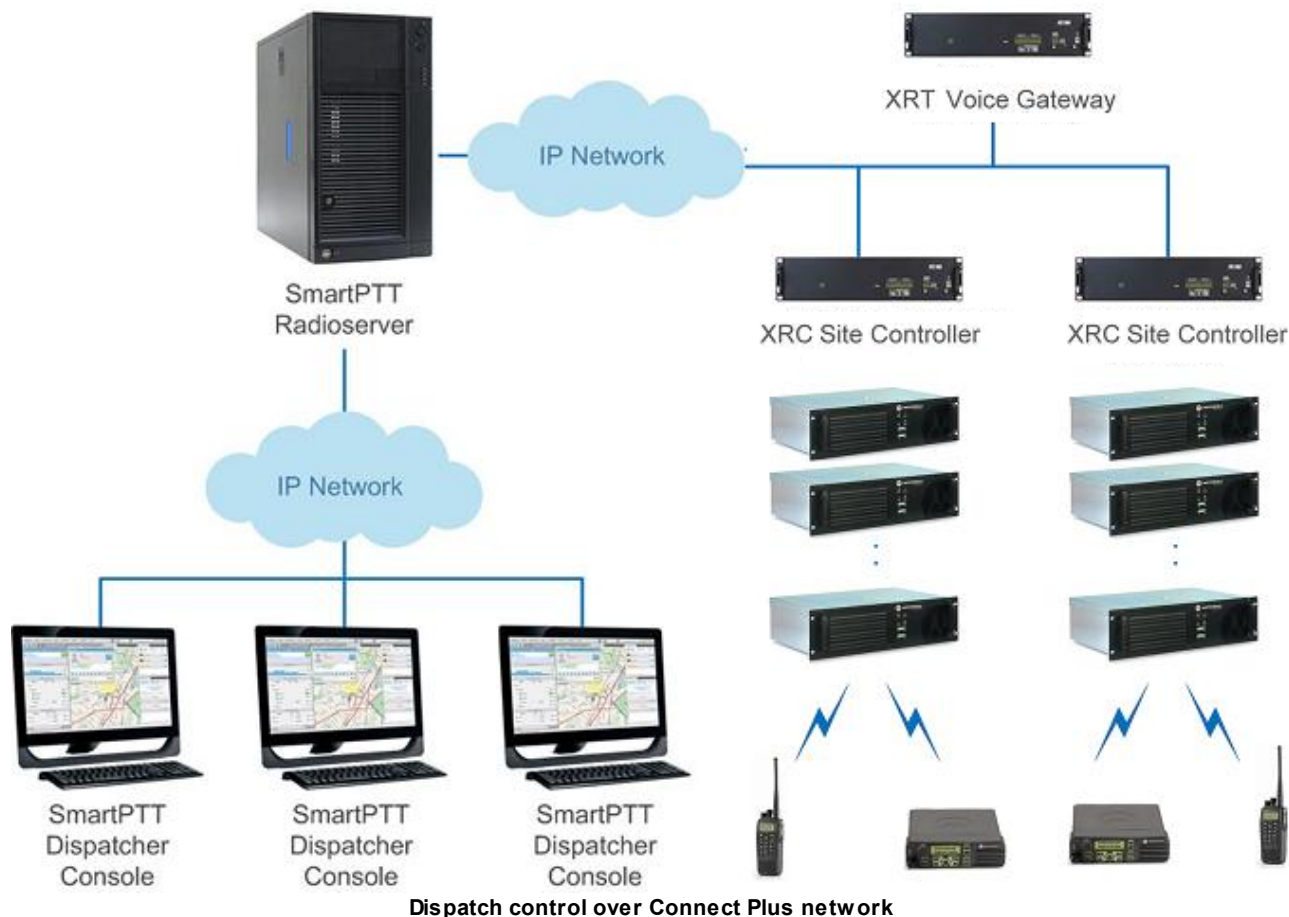 XRT Voice Gateway
IP Network
SmartPTT
Radioserver
XRC Site Controller
XRC Site Controller
IP Network
SmartPTT
Dispatcher
Console
SmartPTT
Dispatcher
Console
SmartPTT
Dispatcher
Console
Dispatch control over Connect Plus network